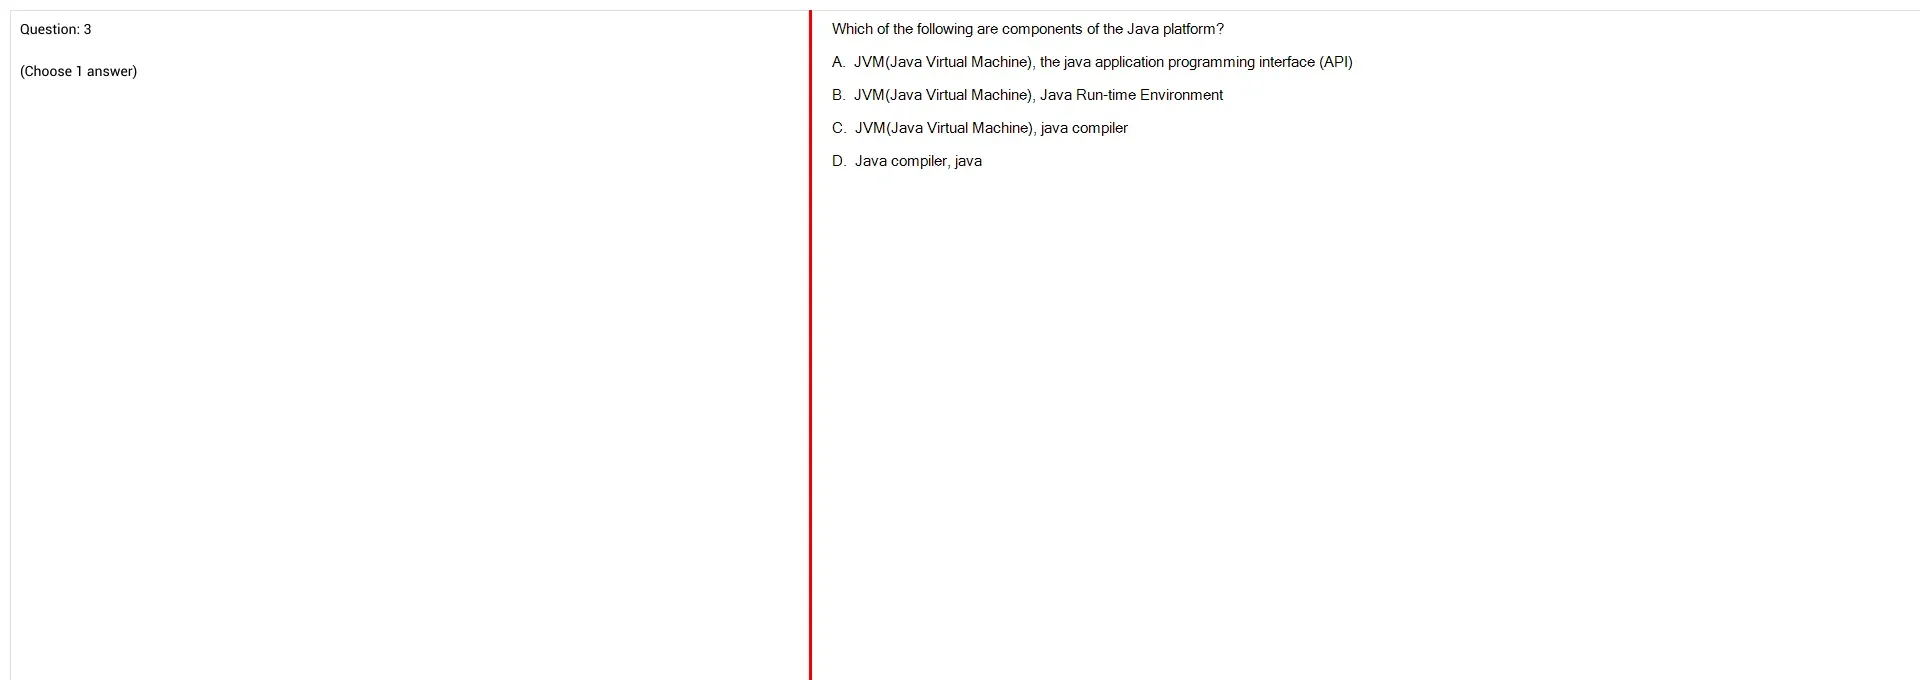 Question: 3
(Choose 1 answer)
Which of the following are components of the Java platform?
A. JVM(Java Virtual Machine), the java application programming interface (API)
B. JVM(Java Virtual Machine), Java Run-time Environment
C. JVM(Java Virtual Machine), java compiler
D. Java compiler, java